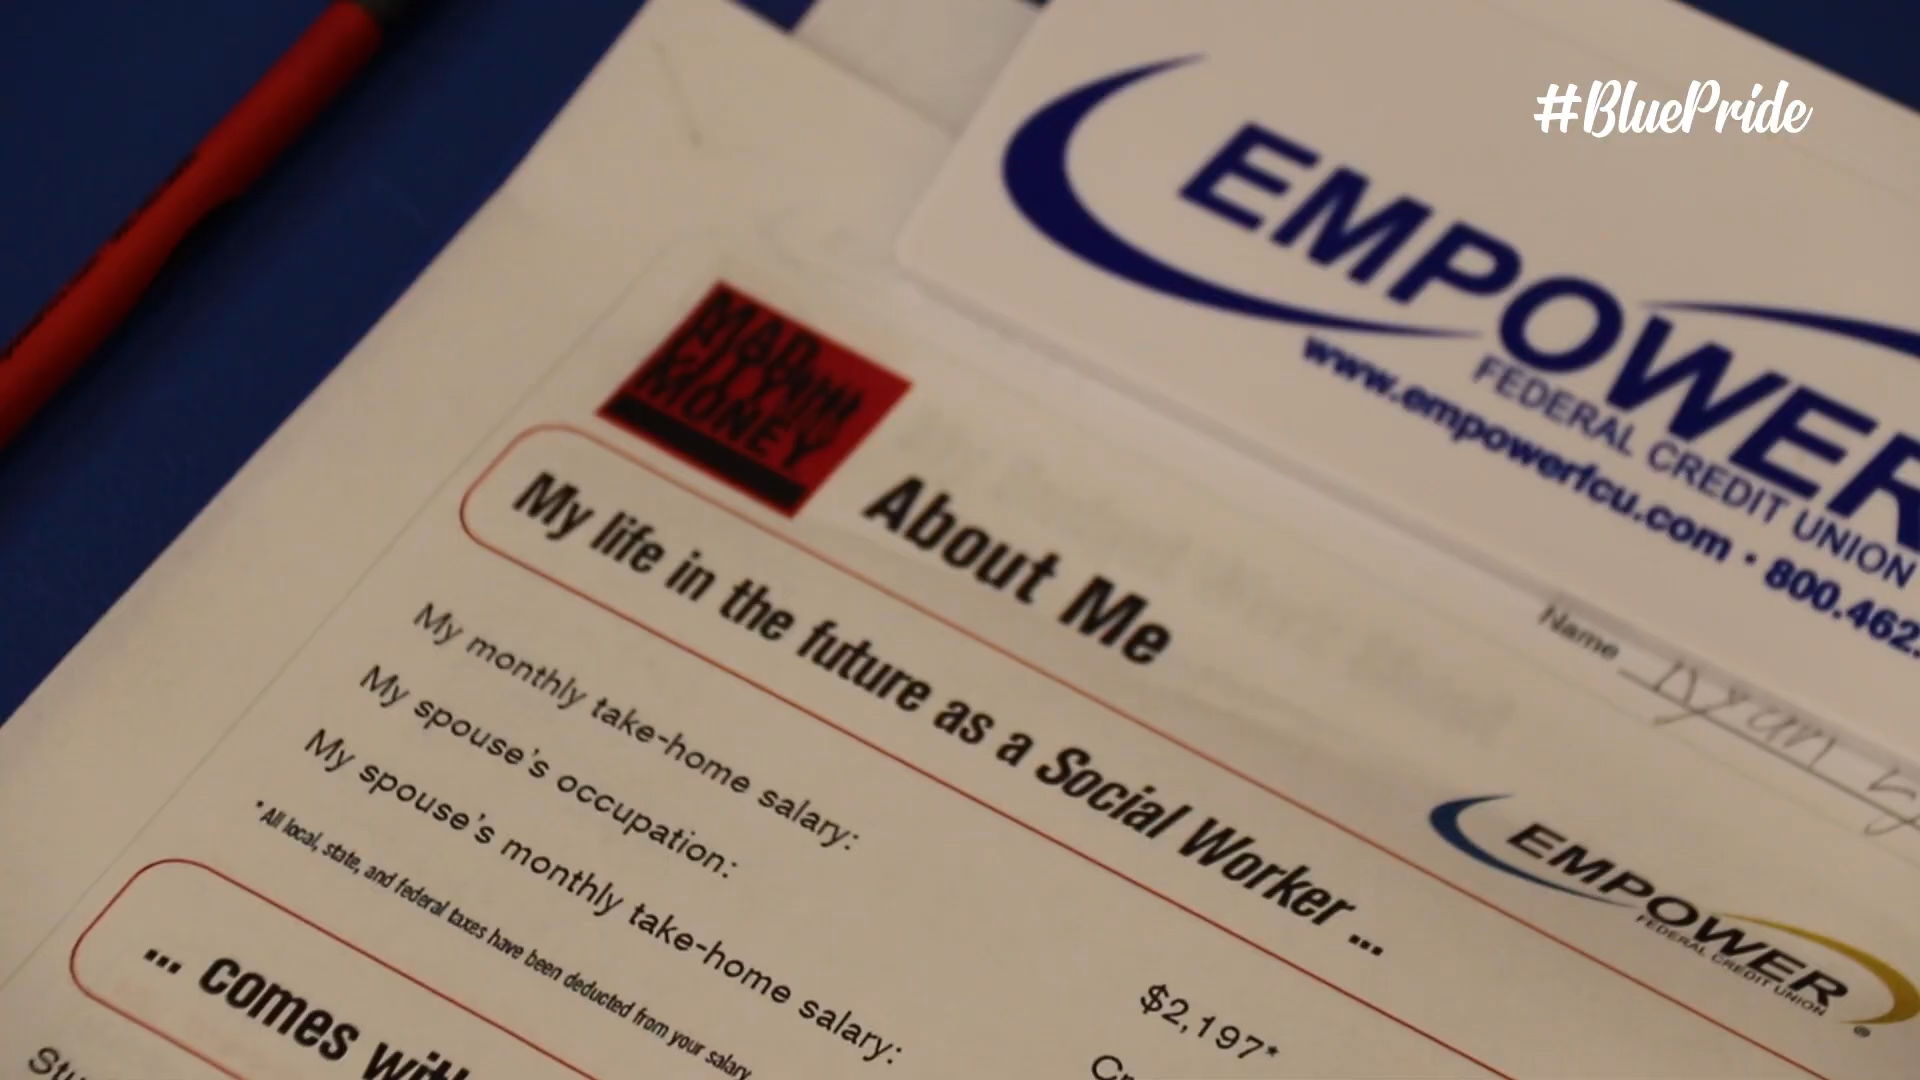 #BluePride
EMPOWER
FEDERAL CREDIT UNION
www.empowerfcu.com • 800.462.
MAD
CITY
MONEY
About Me
Name
My life in the future as a Social Worker ...
EMPOWER
FEDERAL CREDIT UNION
®
My monthly take-home salary: $2,197*
My spouse's occupation:
My spouse's monthly take-home salary:
*All local, state, and federal taxes have been deducted from your salary
... comes with